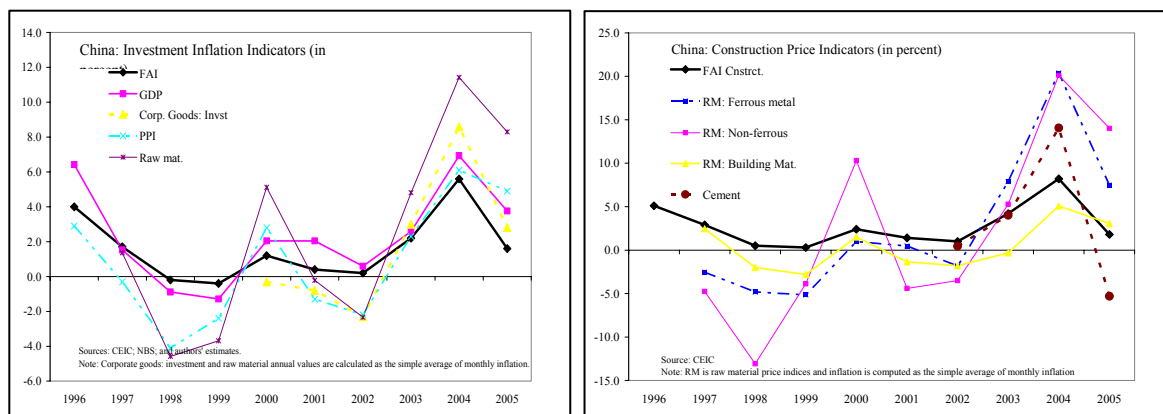 China: Investment Inflation Indicators (in
percent)
14.0
12.0
10.0
8.0
6.0
4.0
2.0
0.0
-2.0
-4.0
-6.0
FAI
GDP
Corp. Goods: Invst
PPI
Raw mat.
Sources: CEIC; NBS; and authors' estimates.
Note: Corporate goods: investment and raw material annual values are calculated as the simple average of monthly inflation.
1996 1997 1998 1999 2000 2001 2002 2003 2004 2005
China: Construction Price Indicators (in percent)
25.0
20.0
15.0
10.0
5.0
0.0
-5.0
-10.0
-15.0
FAI Cnstrct.
RM: Ferrous metal
RM: Non-ferrous
RM: Building Mat.
Cement
Source: CEIC
Note: RM is raw material price indices and inflation is computed as the simple average of monthly inflation
1996 1997 1998 1999 2000 2001 2002 2003 2004 2005